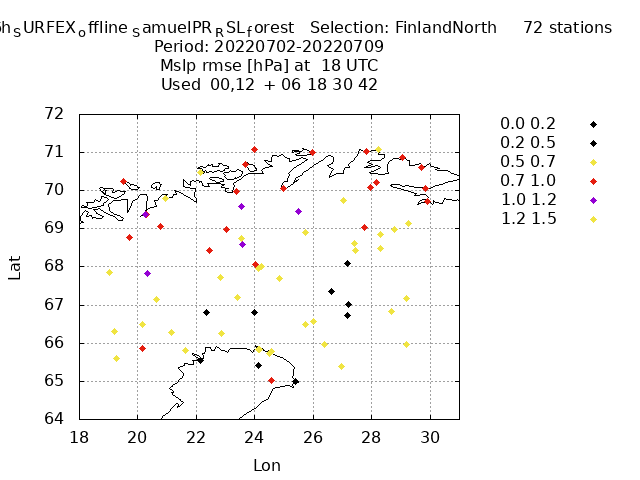 SURFEXoffline SamuelPRRSLforest Selection: FinlandNorth 72 stations
Period: 20220702-20220709
Mslp rmse [hPa] at 18 UTC
Used 00,12 + 06 18 30 42
72
71
70
69
68
67
66
65
64
18 20 22 24 26 28 30
Lat
Lon
0.0 0.2
0.2 0.5
0.5 0.7
0.7 1.0
1.0 1.2
1.2 1.5